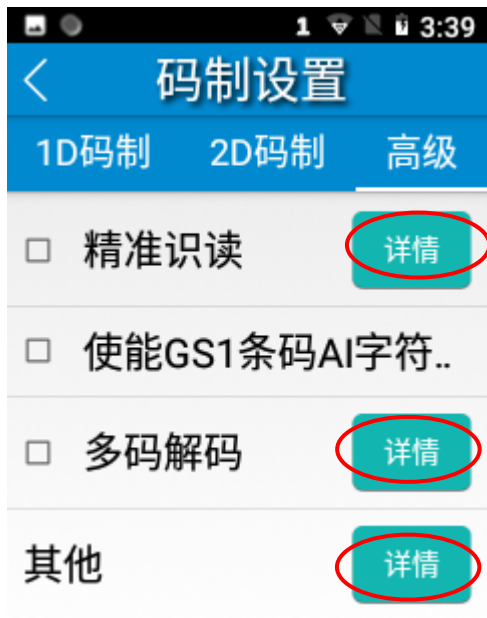 1 3:39
码制设置
1D码制 2D码制 高级
精准识读 详情
使能GS1条码AI字符..
多码解码 详情
其他 详情